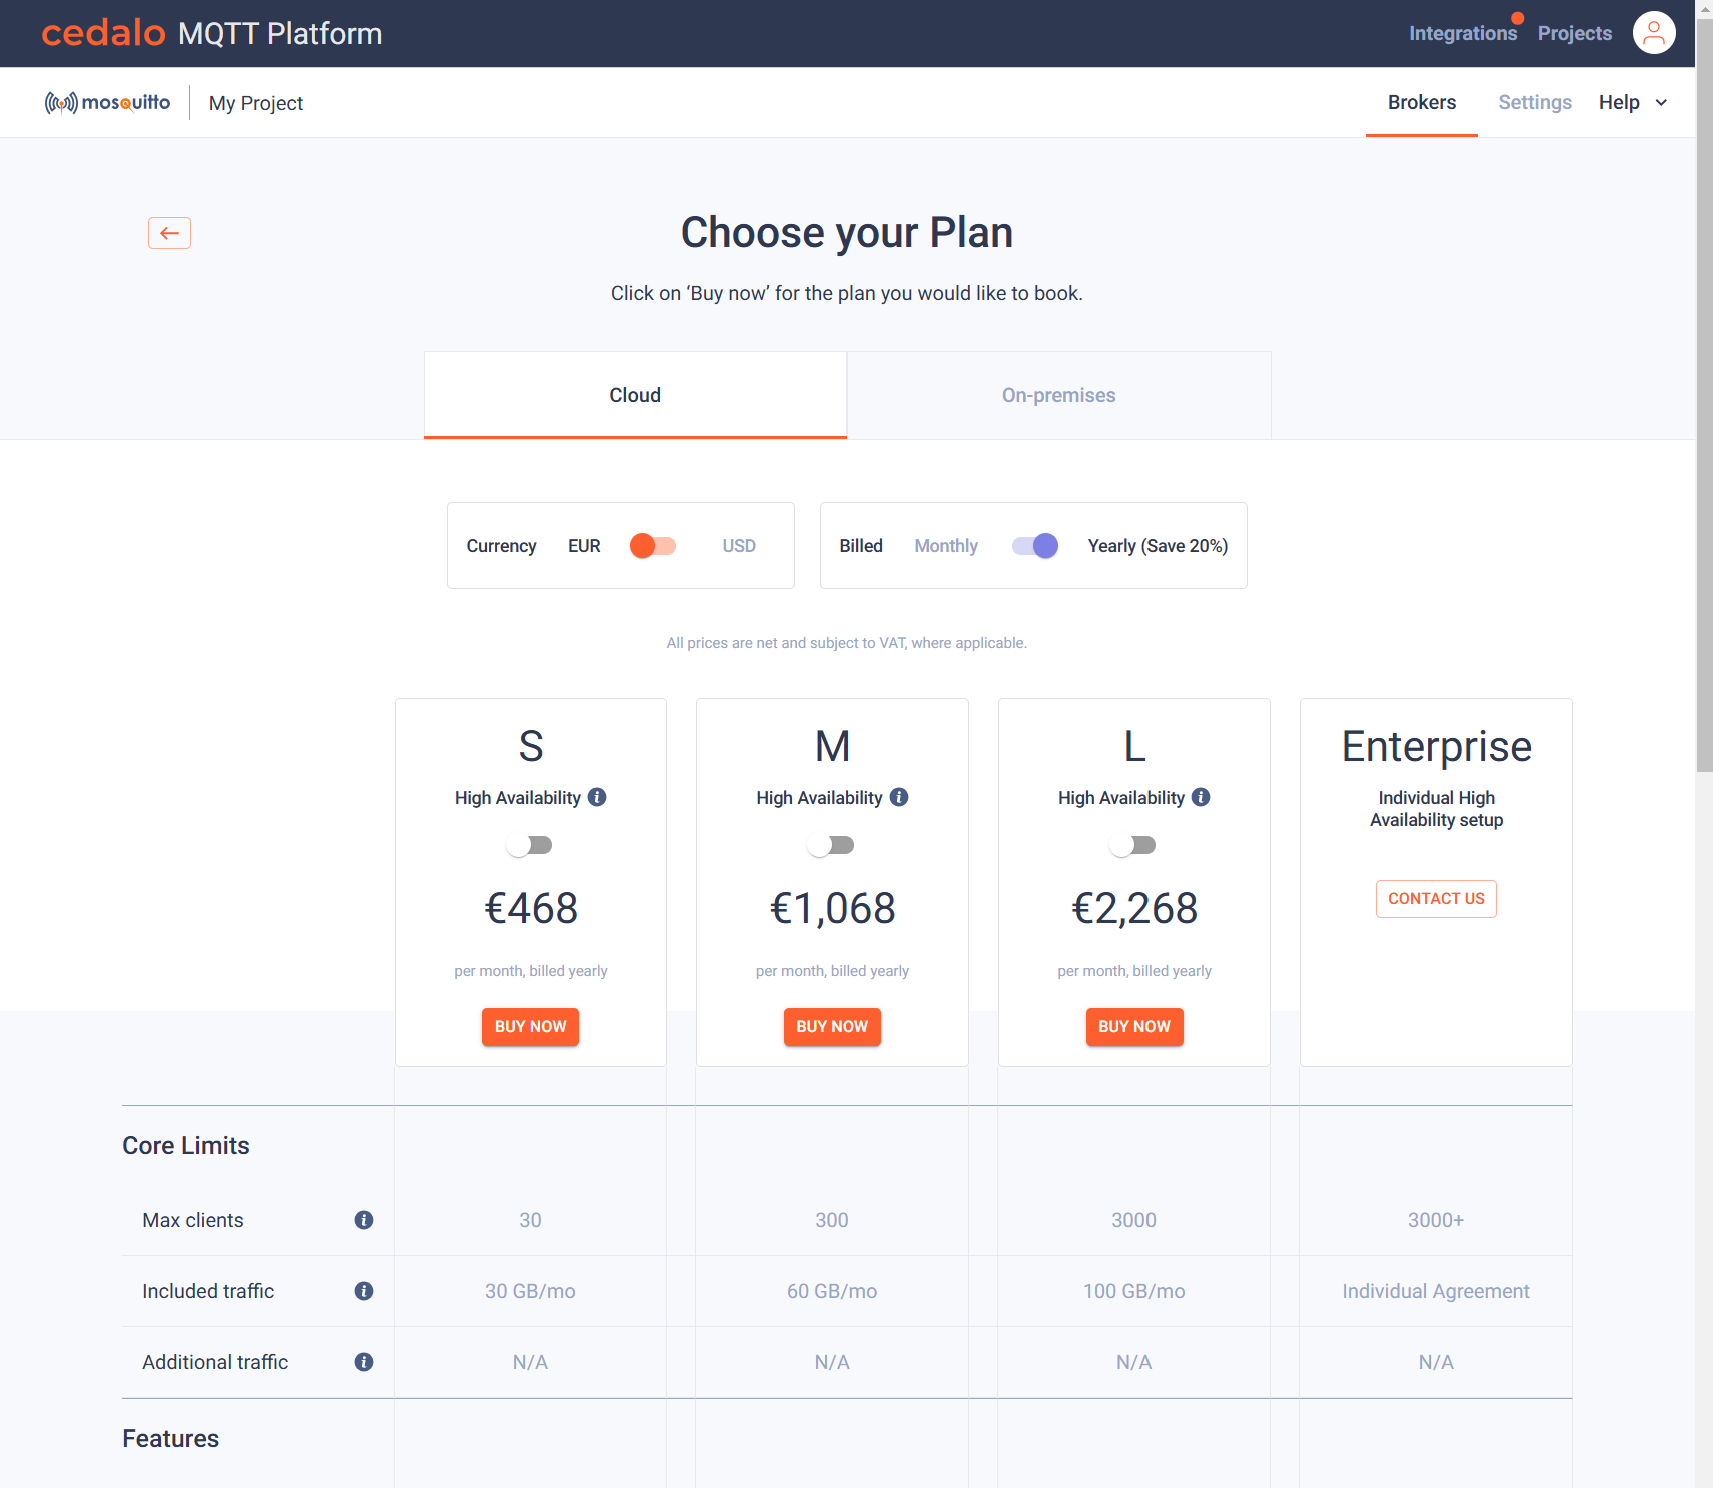 cedalo MQTT Platform
Integrations Projects
mosquitto My Project
Brokers Settings Help
Choose your Plan
Click on ‘Buy now’ for the plan you would like to book.
Cloud On-premises
Currency EUR USD
Billed Monthly Yearly (Save 20%)
All prices are net and subject to VAT, where applicable.
S
High Availability
€468
per month, billed yearly
BUY NOW
M
High Availability
€1,068
per month, billed yearly
BUY NOW
L
High Availability
€2,268
per month, billed yearly
BUY NOW
Enterprise
Individual High
Availability setup
CONTACT US
Core Limits
Max clients 30 300 3000 3000+
Included traffic 30 GB/mo 60 GB/mo 100 GB/mo Individual Agreement
Additional traffic N/A N/A N/A N/A
Features